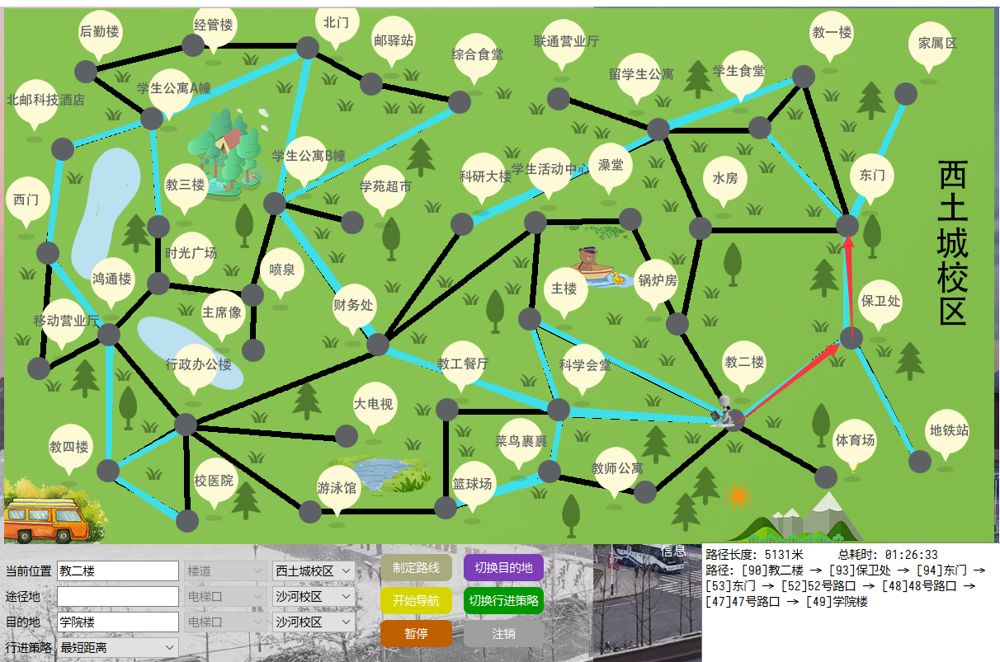 后勤楼
经管楼
北门
邮驿站
综合食堂
联通营业厅
留学生公寓
学生食堂
教一楼
家属区
北邮科技酒店
学生公寓A幢
学生公寓B幢
西门
教三楼
学苑超市
科研大楼
学生活动中心
澡堂
水房
东门
西土城校区
时光广场
鸿通楼
喷泉
主楼
锅炉房
保卫处
移动营业厅
主席像
财务处
行政办公楼
教工餐厅
科学会堂
教二楼
大电视
教四楼
菜鸟裹裹
体育场
地铁站
校医院
游泳馆
篮球场
教师公寓
当前位置 教二楼 楼道 西土城校区
途径地 电梯口 沙河校区
目的地 学院楼 电梯口 沙河校区
行进策略 最短距离
制定路线 切换目的地
开始导航 切换行进策略
暂停 注销
信息
路径长度: 5131米 总耗时: 01:26:33
路径: [90]教二楼 -> [93]保卫处 -> [94]东门 ->
[53]东门 -> [52]52号路口 -> [48]48号路口 ->
[47]47号路口 -> [49]学院楼